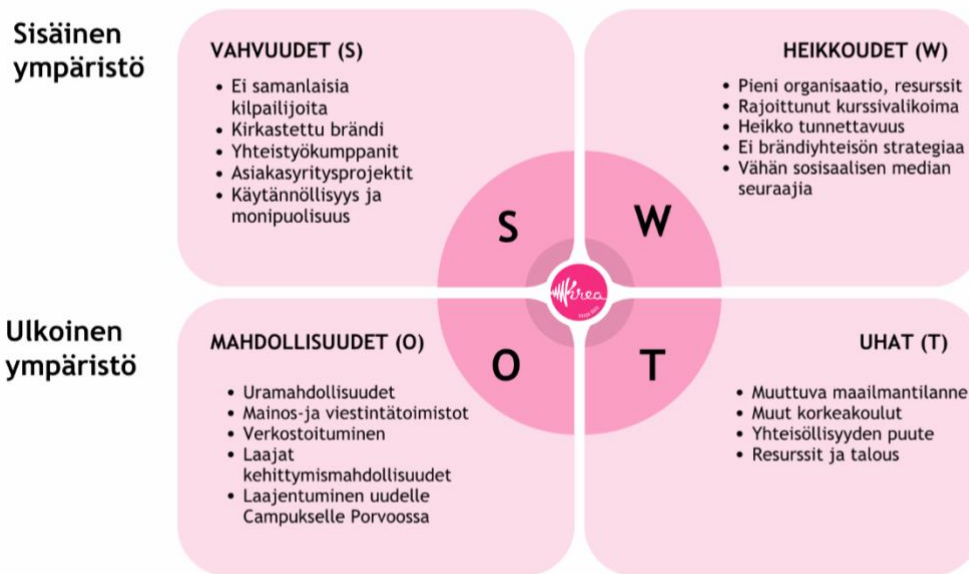 Sisäinen
ympäristö
VAHVUUDET (S)
• Ei samanlaisia
kilpailijoita
• Kirkastettu brändi
• Yhteistyökumppanit
• Asiakasyritysprojektit
• Käytännöllisyys ja
monipuolisuus
HEIKKOUDET (W)
• Pieni organisaatio, resurssit
• Rajoittunut kurssivalikoima
• Heikko tunnettavuus
• Ei brändiyhteisön strategiaa
• Vähän sosisaalisen median
seuraajia
S
W
Krea
Ulkoinen
ympäristö
MAHDOLLISUUDET (O)
• Uramahdollisuudet
• Mainos-ja viestintätoimistot
• Verkostoituminen
• Laajat
kehittymismahdollisuudet
• Laajentuminen uudelle
Campukselle Porvoossa
O
T
UHAT (T)
• Muuttuva maailmantilanne
• Muut korkeakoulut
• Yhteisöllisyyden puute
• Resurssit ja talous